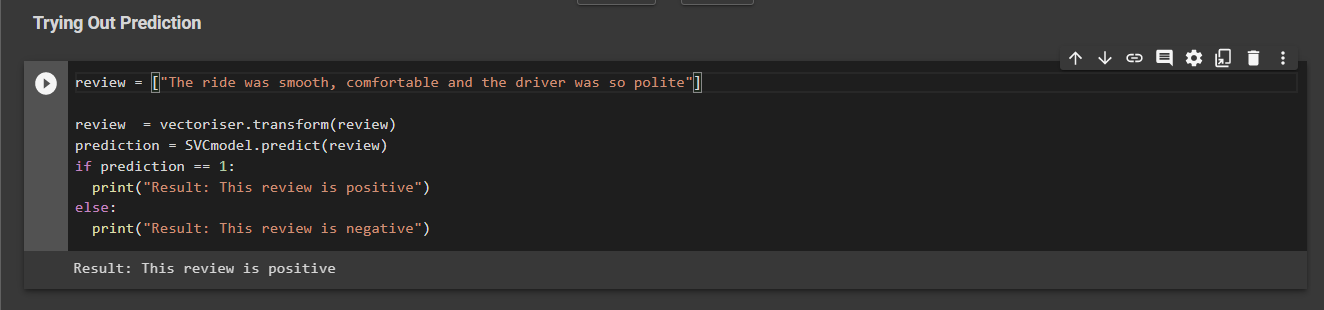 Trying Out Prediction
review = ["The ride was smooth, comfortable and the driver was so polite"]
review  = vectoriser.transform(review)
prediction = SVCmodel.predict(review)
if prediction == 1:
  print("Result: This review is positive")
else:
  print("Result: This review is negative")
Result: This review is positive